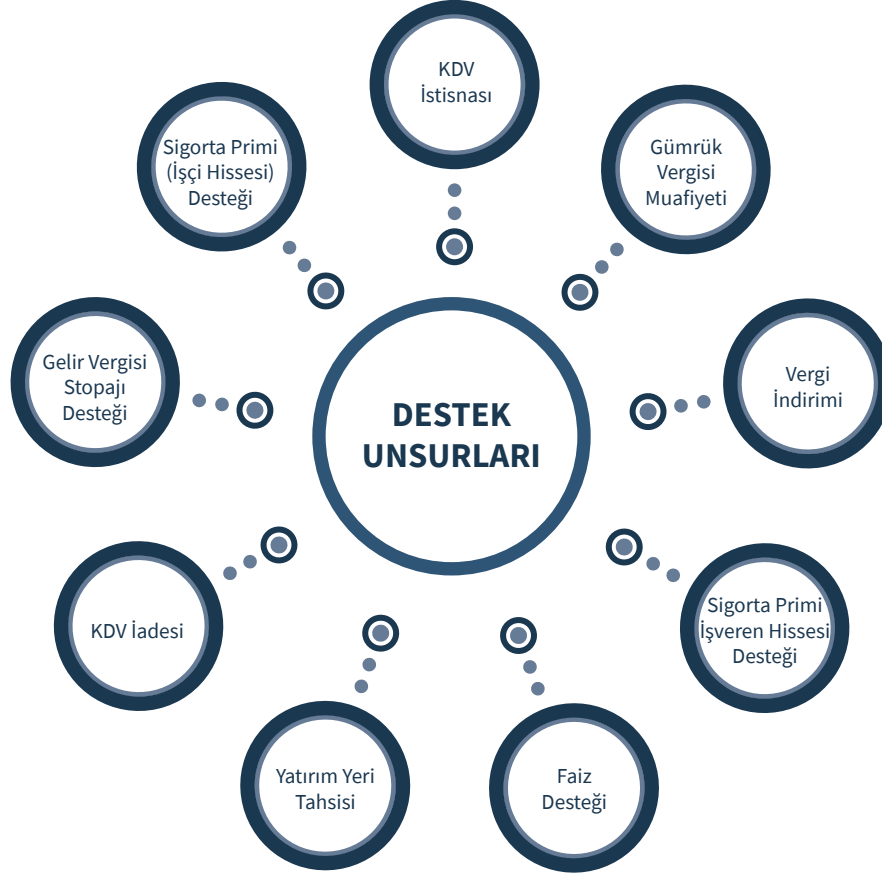 KDV
İstisnası
Gümrük
Vergisi
Muafiyeti
Vergi
İndirimi
Sigorta Primi
İşveren Hissesi
Desteği
Faiz
Desteği
Yatırım Yeri
Tahsisi
KDV İadesi
Gelir Vergisi
Stopajı
Desteği
Sigorta Primi
(İşçi Hissesi)
Desteği
DESTEK
UNSURLARI